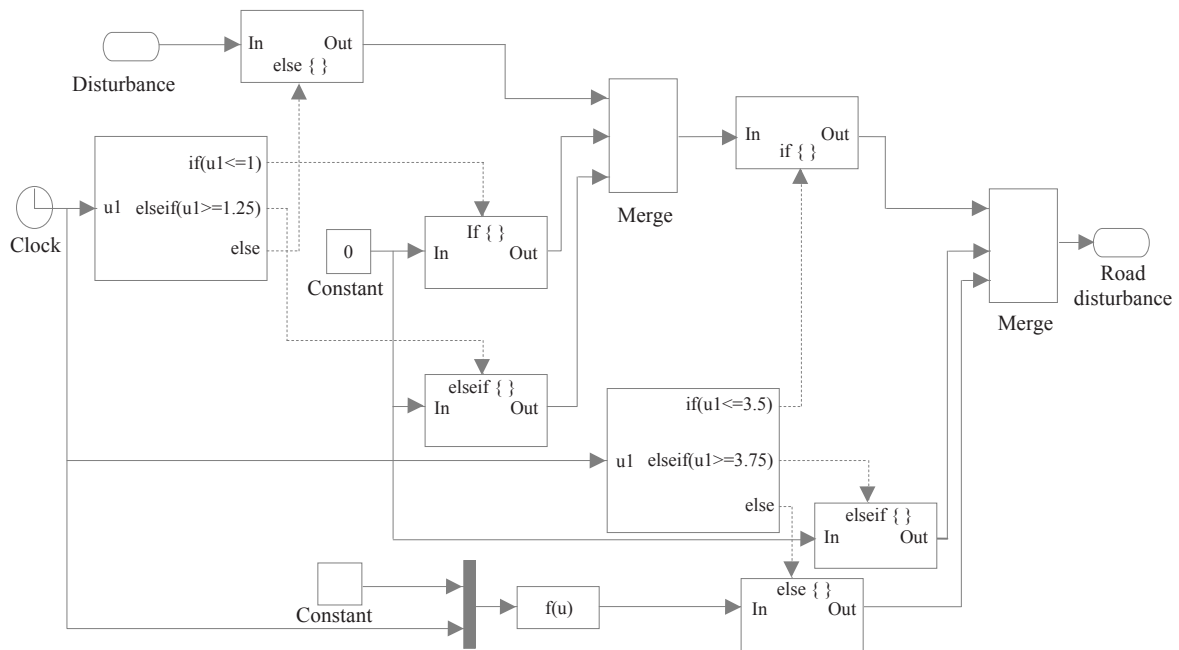 In Out
else { }
Disturbance
if(u1<=1)
u1 elseif(u1>=1.25)
else
Clock
0
Constant
If { }
In Out
elseif { }
In Out
Merge
In Out
if { }
if(u1<=3.5)
u1 elseif(u1>=3.75)
else
elseif { }
In Out
Merge
Road
disturbance
Constant
f(u)
else { }
In Out